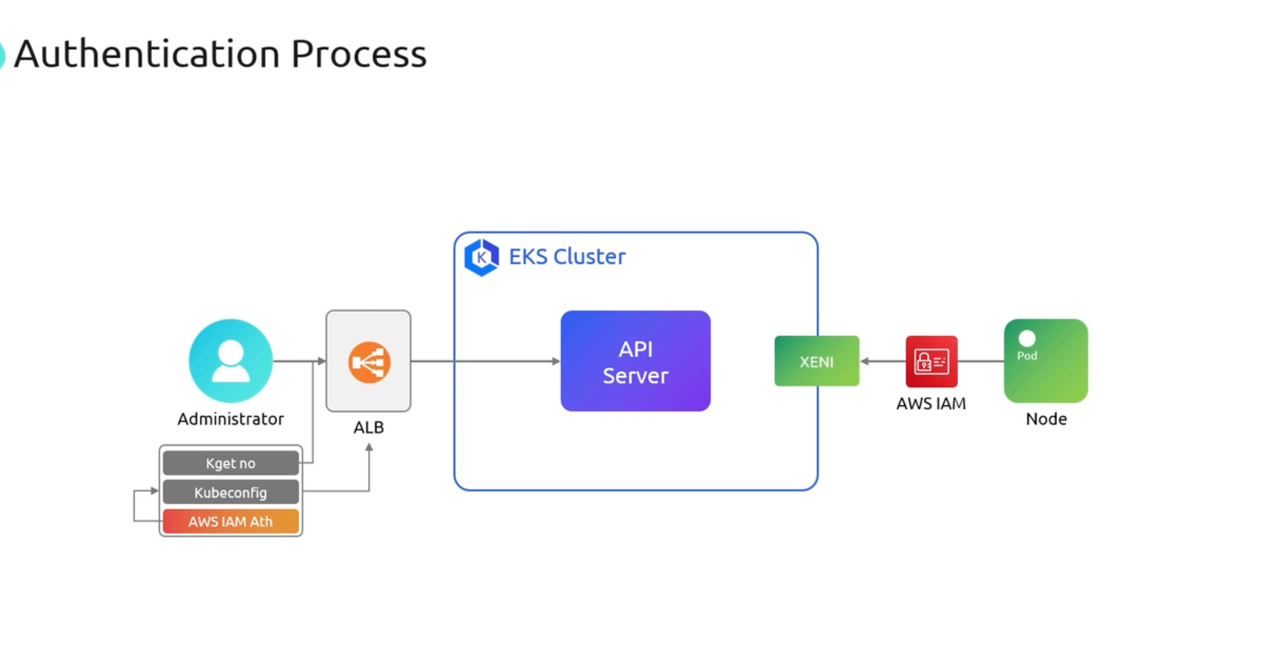 Authentication Process
K
EKS Cluster
API
Server
XENI
Pod
Administrator
ALB
AWS IAM
Node
Kget no
Kubeconfig
AWS IAM Ath